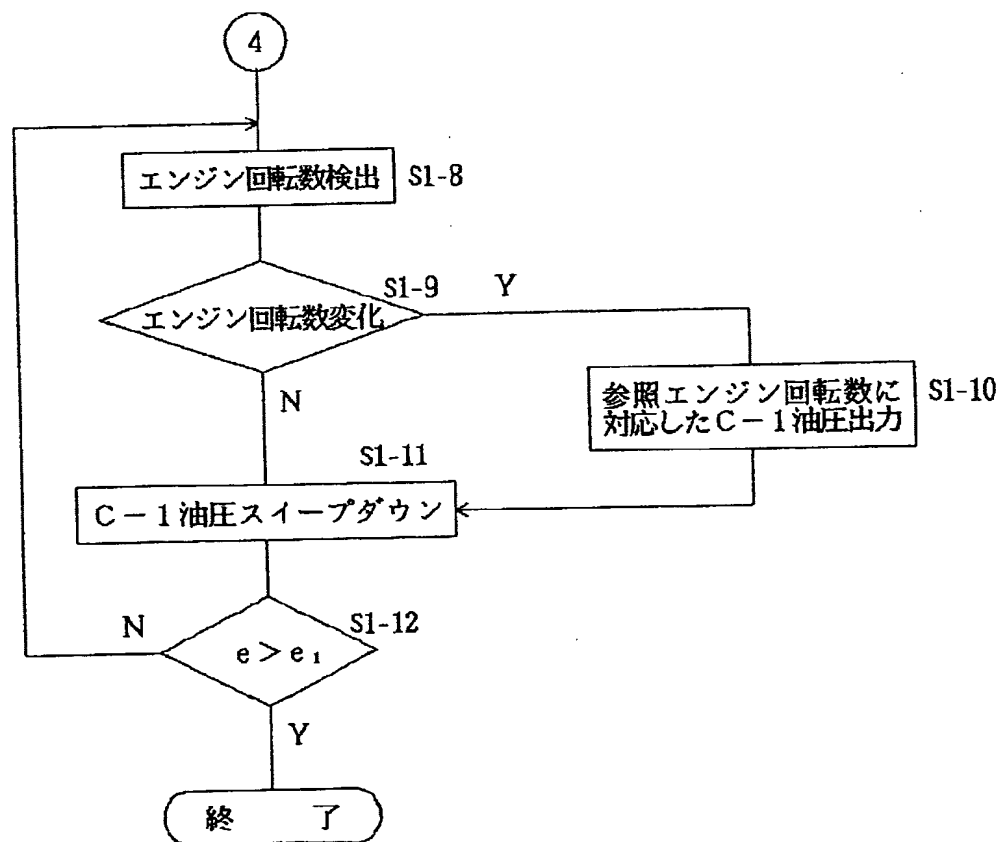 4
エンジン回転数検出 S1-8
S1-9 Y
エンジン回転数変化
N
参照エンジン回転数に S1-10
対応したC-1油圧出力
S1-11
C-1油圧スイープダウン
N S1-12
e>e₁
Y
終 了